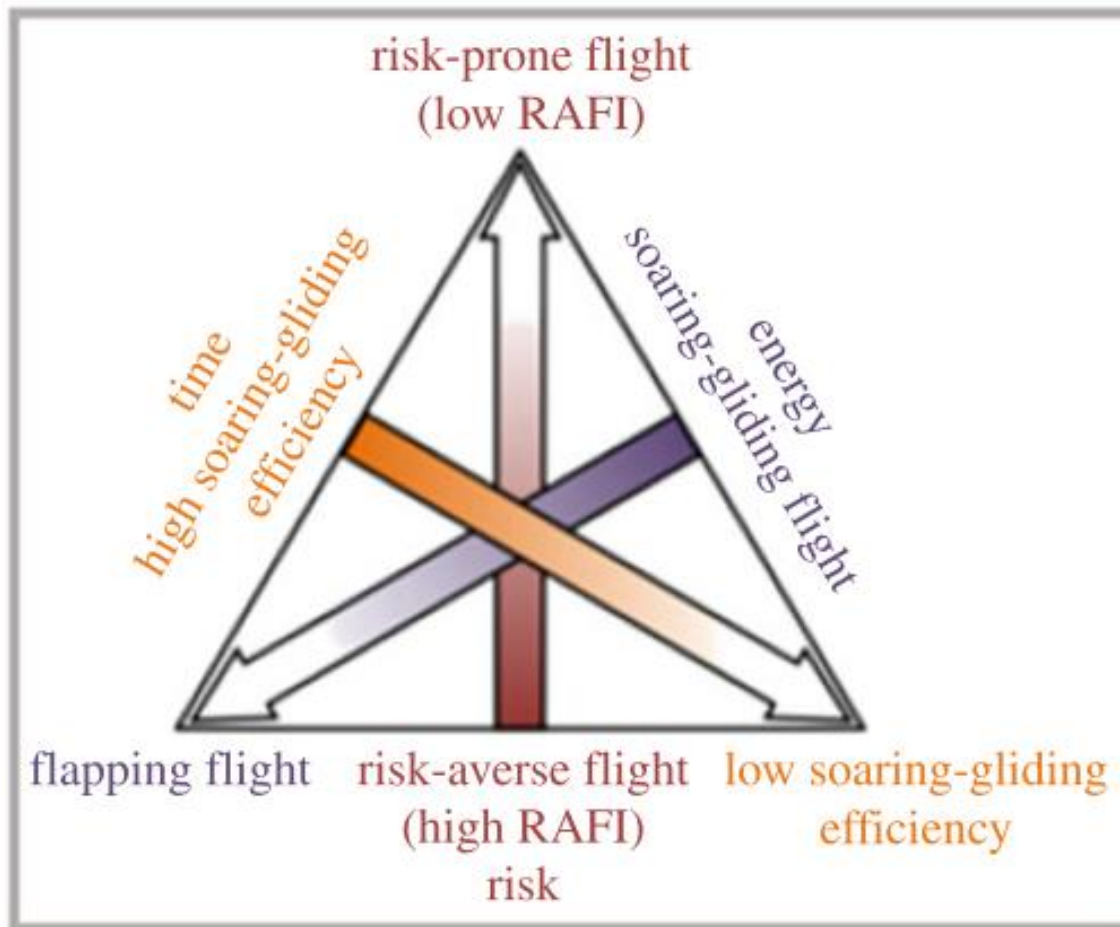 risk-prone flight
(low RAFI)
time
high soaring-gliding
efficiency
energy
soaring-gliding flight
flapping flight
risk-averse flight
(high RAFI)
risk
low soaring-gliding
efficiency